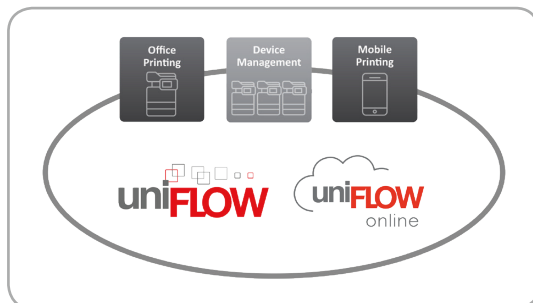 Office
Printing
Device
Management
Mobile
Printing
uniFLOW
uniFLOW
online